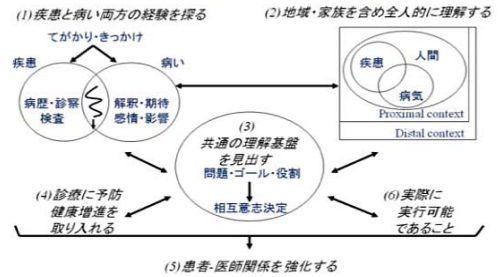 (1)疾患と病い両方の経験を探る
てがかり・きっかけ
疾患
病い
病歴・診察
検査
解釈・期待
感情・影響
(2)地域・家族を含め全人的に理解する
疾患
人間
病気
Proximal context
Distal context
(3)
共通の理解基盤
を見出す
問題・ゴール・役割
相互意志決定
(4)診療に予防
健康増進を
取り入れる
(6)実際に
実行可能
であること
(5)患者-医師関係を強化する